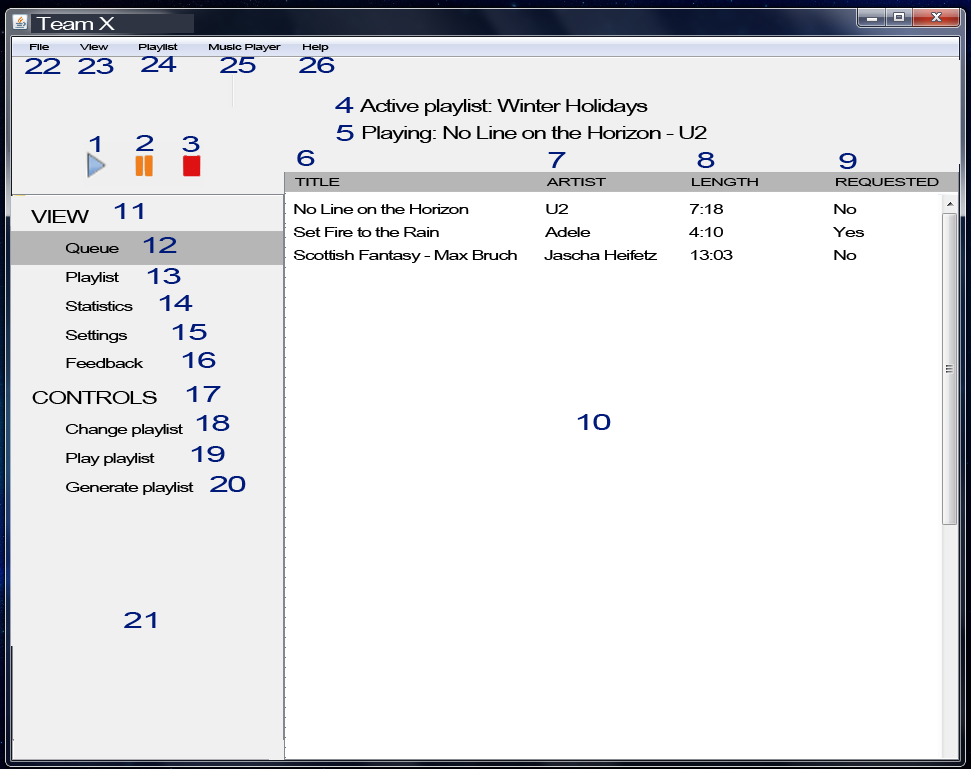 Team X
File View Playlist Music Player Help
22 23 24 25 26
4 Active playlist: Winter Holidays
5 Playing: No Line on the Horizon - U2
1 2 3
6 7 8 9
TITLE ARTIST LENGTH REQUESTED
No Line on the Horizon U2 7:18 No
Set Fire to the Rain Adele 4:10 Yes
Scottish Fantasy - Max Bruch Jascha Heifetz 13:03 No
10
VIEW 11
Queue 12
Playlist 13
Statistics 14
Settings 15
Feedback 16
CONTROLS 17
Change playlist 18
Play playlist 19
Generate playlist 20
21